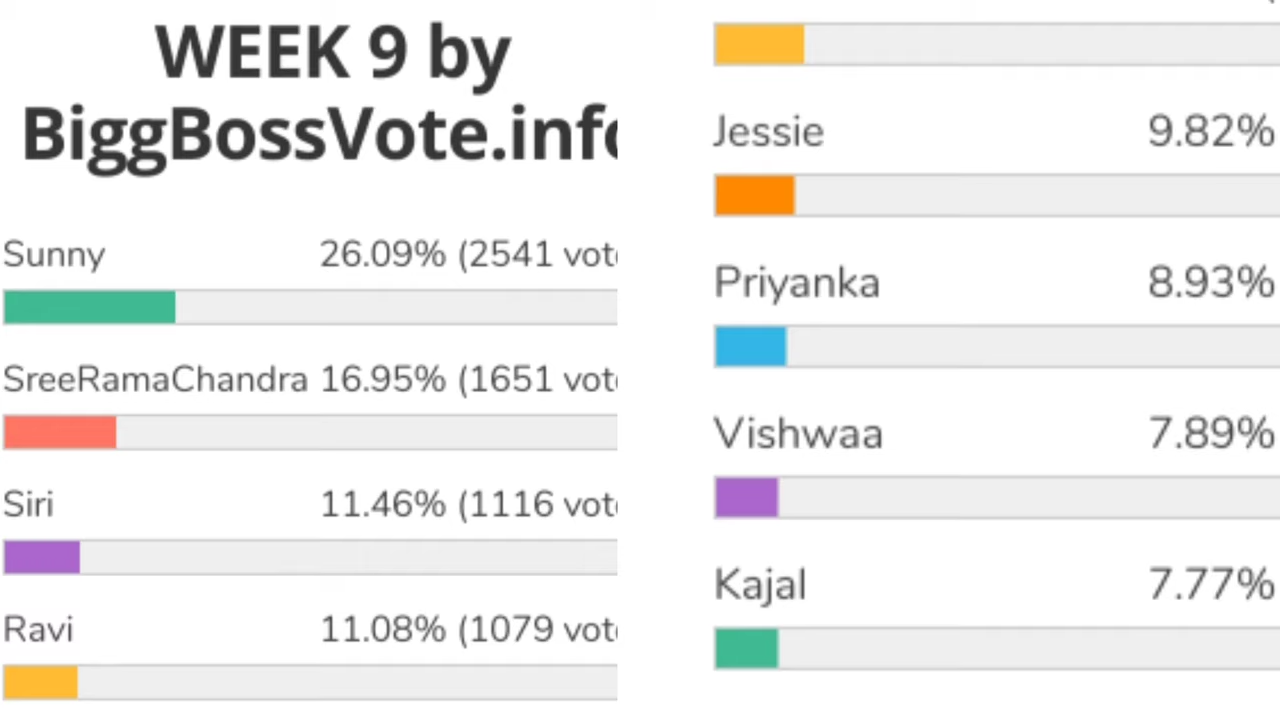 WEEK 9 by
BiggBossVote.info
Sunny 26.09% (2541 vot
SreeRamaChandra 16.95% (1651 vot
Siri 11.46% (1116 vot
Ravi 11.08% (1079 vot
Jessie 9.82%
Priyanka 8.93%
Vishwaa 7.89%
Kajal 7.77%